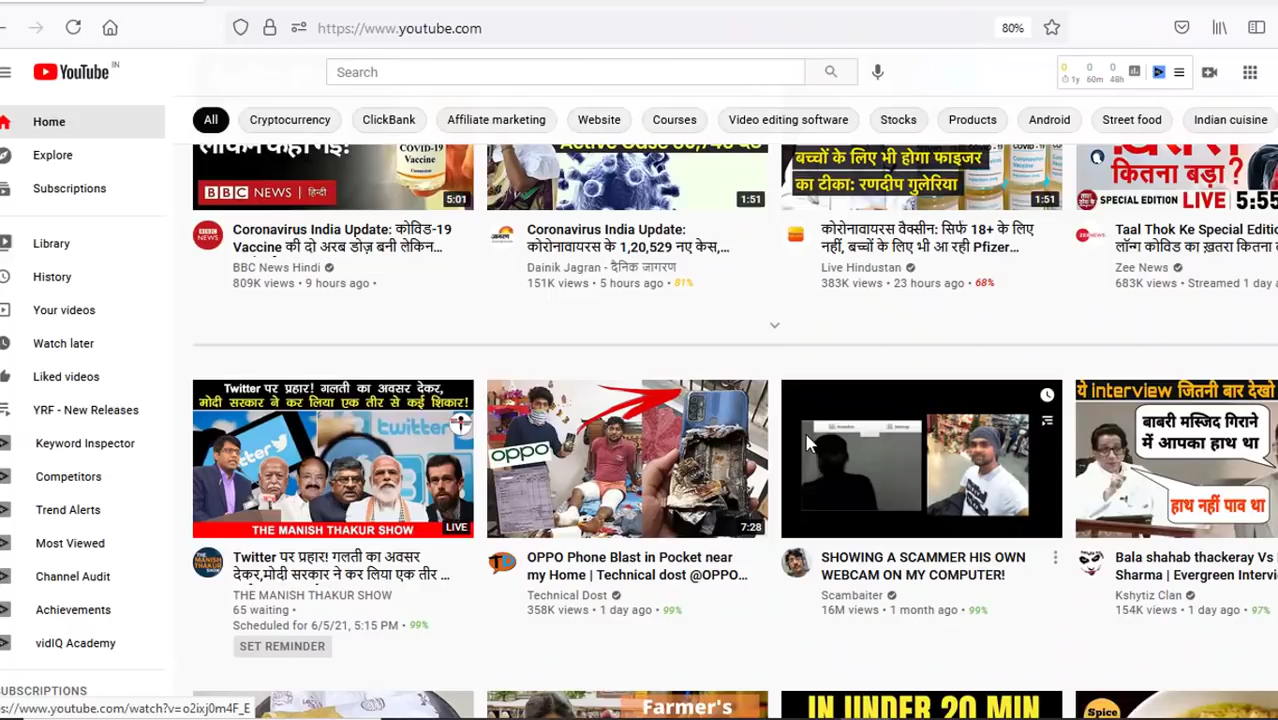 https://www.youtube.com
80%
YouTube IN
Search
0 0 0
1y 60m 48h
Home
Explore
Subscriptions
Library
History
Your videos
Watch later
Liked videos
YRF - New Releases
Keyword Inspector
Competitors
Trend Alerts
Most Viewed
Channel Audit
Achievements
vidIQ Academy
SUBSCRIPTIONS
All
Cryptocurrency
ClickBank
Affiliate marketing
Website
Courses
Video editing software
Stocks
Products
Android
Street food
Indian cuisine
COVID-19
Vaccine
BBC NEWS हिन्दी
5:01
1:51
बच्चों के लिए भी होगा फाइजर
का टीका: रणदीप गुलेरिया
1:51
कितना बड़ा?
SPECIAL EDITION LIVE 5:55
Coronavirus India Update: कोविड-19
Vaccine की दो अरब डोज़ बनी लेकिन...
BBC News Hindi
809K views • 9 hours ago •
Coronavirus India Update:
कोरोनावायरस के 1,20,529 नए केस,...
Dainik Jagran - दैनिक जागरण
151K views • 5 hours ago • 81%
कोरोनावायरस वैक्सीन: सिर्फ 18+ के लिए
नहीं, बच्चों के लिए भी आ रही Pfizer...
Live Hindustan
383K views • 23 hours ago • 68%
Taal Thok Ke Special Edition
लॉन्ग कोविड का ख़तरा कितना
Zee News
683K views • Streamed 1 da
Twitter पर प्रहार! गलती का अवसर देकर,
मोदी सरकार ने कर लिया एक तीर से कई शिकार!
twitter
THE MANISH THAKUR SHOW
LIVE
oppo
7:28
ये interview जितनी बार देखो
बाबरी मस्जिद गिराने
में आपका हाथ था
हाथ नहीं पाव था
Twitter पर प्रहार! गलती का अवसर
देकर,मोदी सरकार ने कर लिया एक तीर ...
THE MANISH THAKUR SHOW
65 waiting •
Scheduled for 6/5/21, 5:15 PM • 99%
SET REMINDER
OPPO Phone Blast in Pocket near
my Home | Technical dost @OPPO...
Technical Dost
358K views • 1 day ago • 99%
SHOWING A SCAMMER HIS OWN
WEBCAM ON MY COMPUTER!
Scambaiter
16M views • 1 month ago • 99%
Bala shahab thackeray Vs
Sharma | Evergreen Intervi
Kshytiz Clan
154K views • 1 day ago • 97%
Farmer's
IN UNDER 20 MIN
Spice
ps://www.youtube.com/watch?v=o2ixj0m4F_E